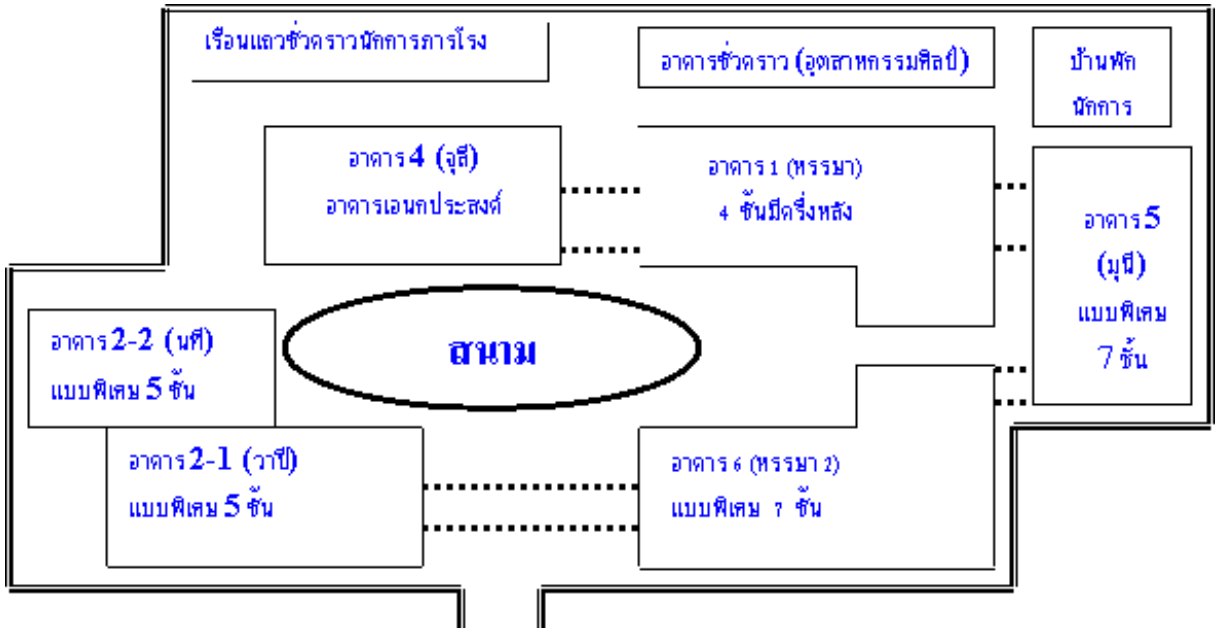 เรือนแถวชั่วคราวนักการภารโรง
อาคารชั่วคราว (อุตสาหกรรมศิลป์)
บ้านพัก
นักการ
อาคาร 4 (จุลี)
อาคารเอนกประสงค์
อาคาร 1 (หรรษา)
4 ชั้นมีครึ่งหลัง
อาคาร 5
(มุนี)
แบบพิเศษ
7 ชั้น
อาคาร 2-2 (นที)
แบบพิเศษ 5 ชั้น
สนาม
อาคาร 2-1 (วาปี)
แบบพิเศษ 5 ชั้น
อาคาร 6 (หรรษา 2)
แบบพิเศษ 7 ชั้น